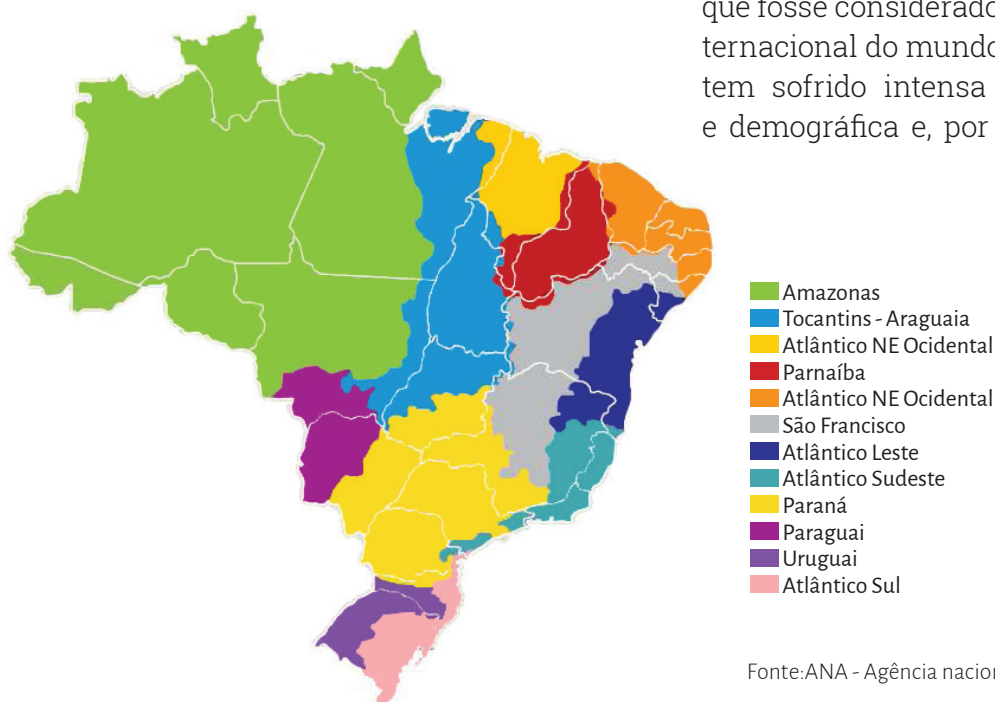 que fosse considerado
ternacional do mundo
tem sofrido intensa
e demográfica e, por
Amazonas
Tocantins - Araguaia
Atlântico NE Ocidental
Parnaíba
Atlântico NE Ocidental
São Francisco
Atlântico Leste
Atlântico Sudeste
Paraná
Paraguai
Uruguai
Atlântico Sul
Fonte:ANA - Agência nacion